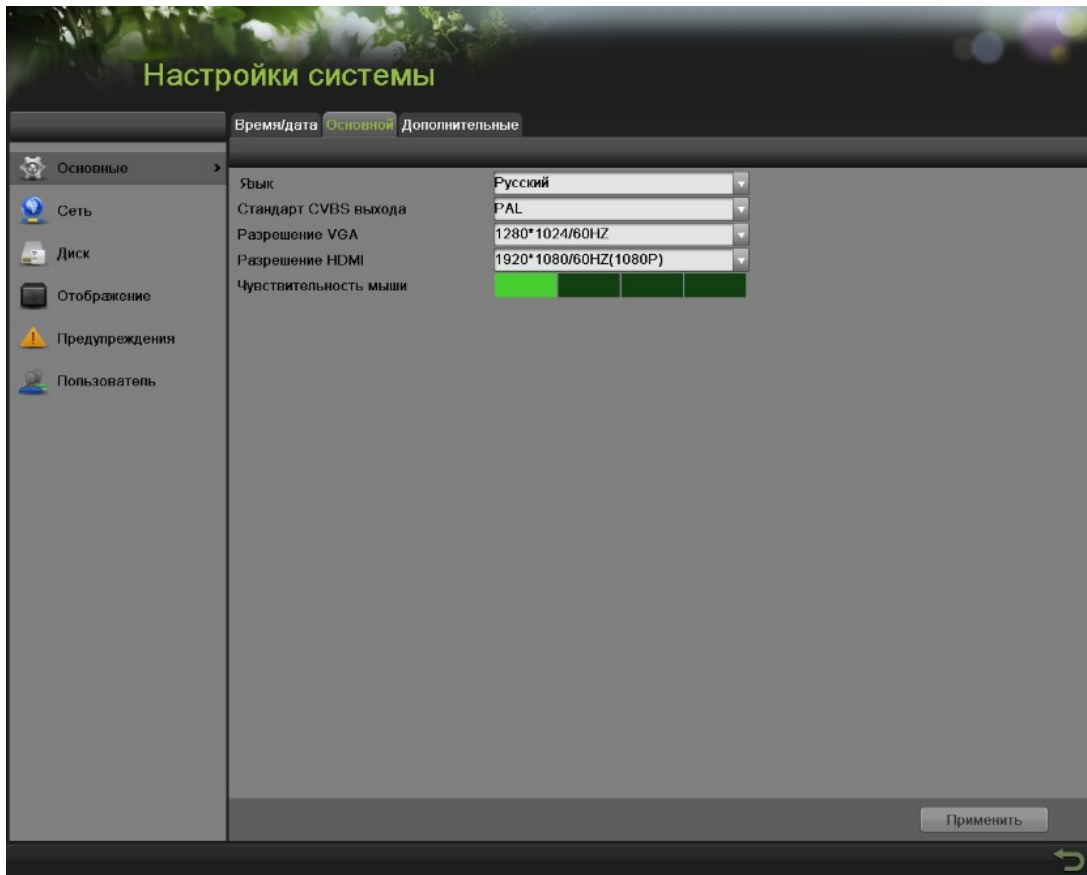 Настройки системы
Время/дата Основной Дополнительные
Основные
Сеть
Диск
Отображение
Предупреждения
Пользователь
Язык Русский
Стандарт CVBS выхода PAL
Разрешение VGA 1280*1024/60HZ
Разрешение HDMI 1920*1080/60HZ(1080P)
Чувствительность мыши
Применить